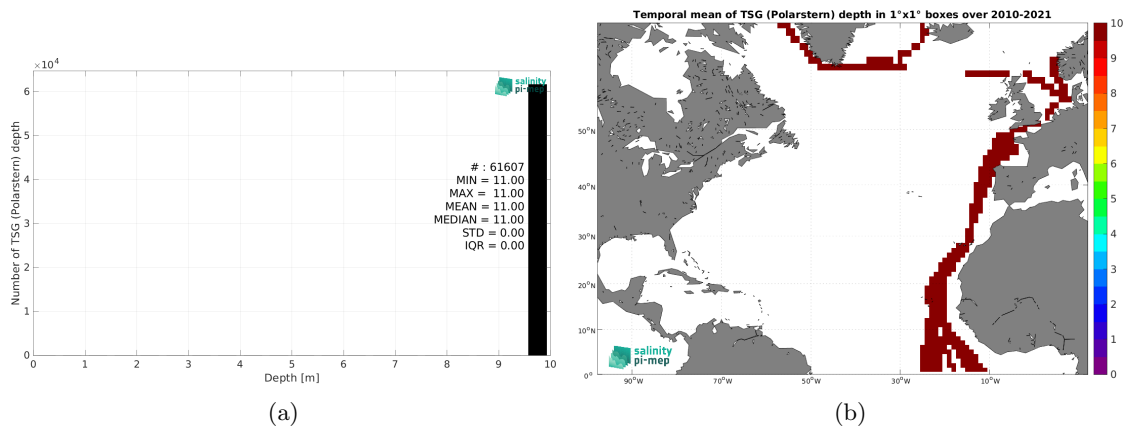 ×10⁴
6
5
4
3
2
1
0
Number of TSG (Polarstern) depth
salinity
pi-mep
# : 61607
MIN = 11.00
MAX = 11.00
MEAN = 11.00
MEDIAN = 11.00
STD = 0.00
IQR = 0.00
0 1 2 3 4 5 6 7 8 9 10
Depth [m]
(a)
Temporal mean of TSG (Polarstern) depth in 1°x1° boxes over 2010-2021
50°N
40°N
30°N
20°N
10°N
0°
90°W 70°W 50°W 30°W 10°W
salinity
pi-mep
10
9
8
7
6
5
4
3
2
1
0
(b)